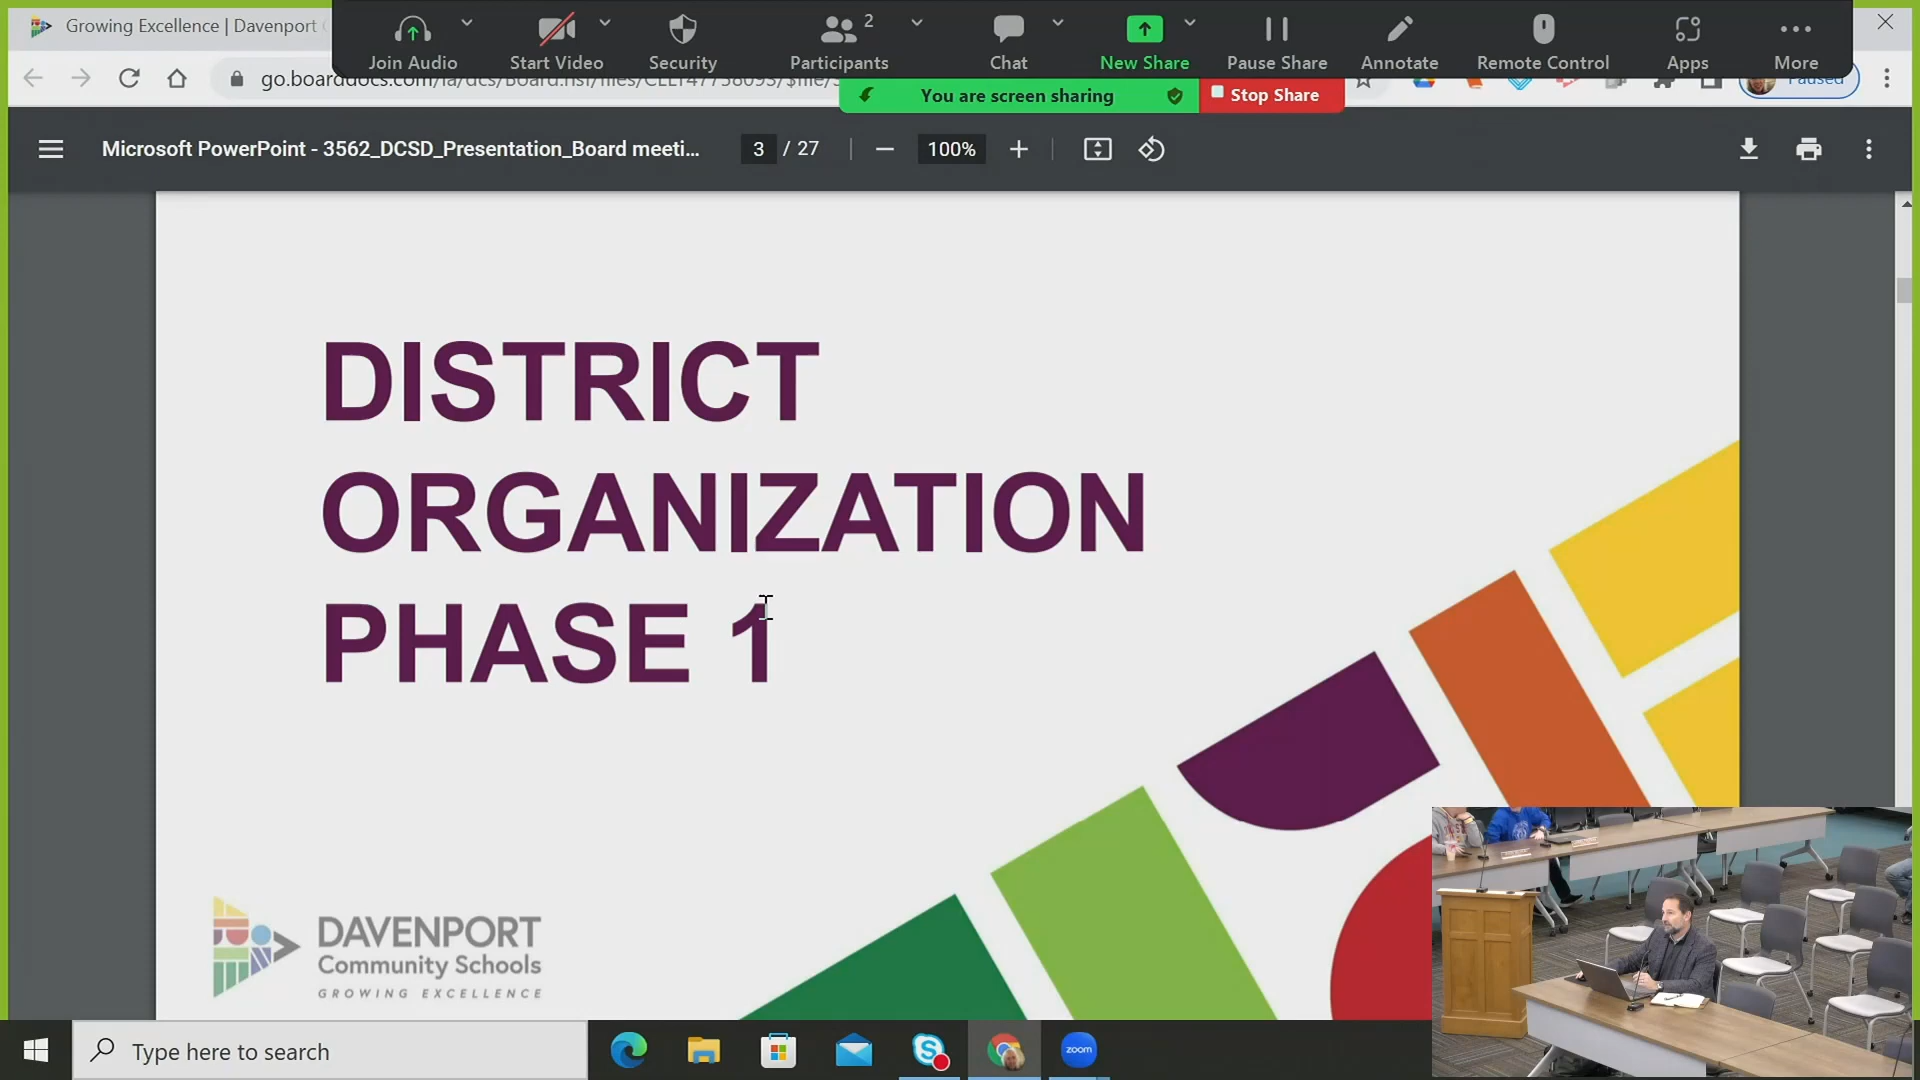 Growing Excellence | Davenport
Join Audio
Start Video
Security
2
Participants
Chat
New Share
Pause Share
Annotate
Remote Control
Apps
More
Paused
You are screen sharing
Stop Share
Microsoft PowerPoint - 3562_DCSD_Presentation_Board meeti...
3 / 27
100%
DISTRICT
ORGANIZATION
PHASE 1
DAVENPORT
Community Schools
GROWING EXCELLENCE
Type here to search
zoom